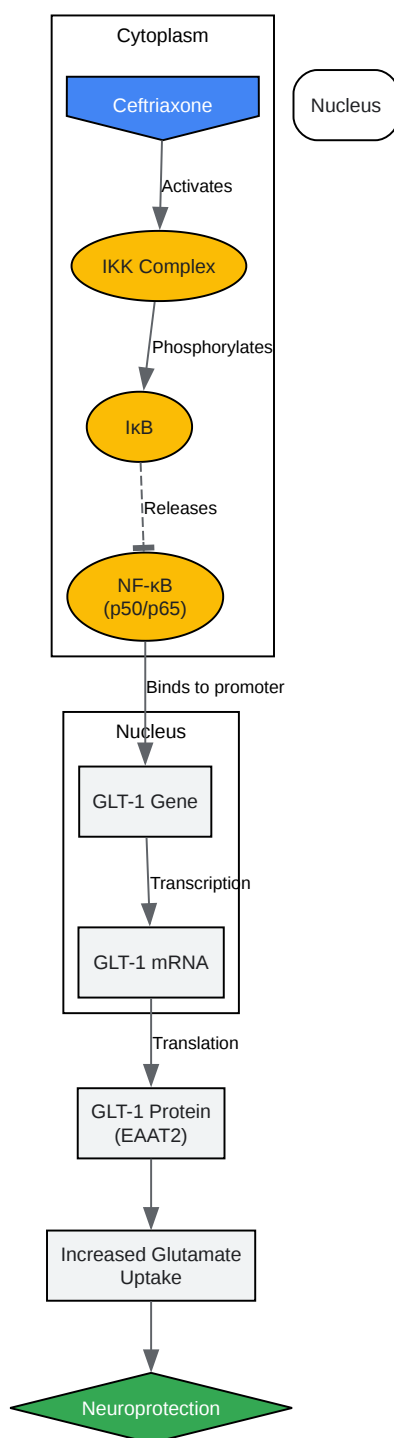 Cytoplasm
Ceftriaxone
Nucleus
Activates
IKK Complex
Phosphorylates
IκB
Releases
NF-κB
(p50/p65)
Binds to promoter
Nucleus
GLT-1 Gene
Transcription
GLT-1 mRNA
Translation
GLT-1 Protein
(EAAT2)
Increased Glutamate
Uptake
Neuroprotection